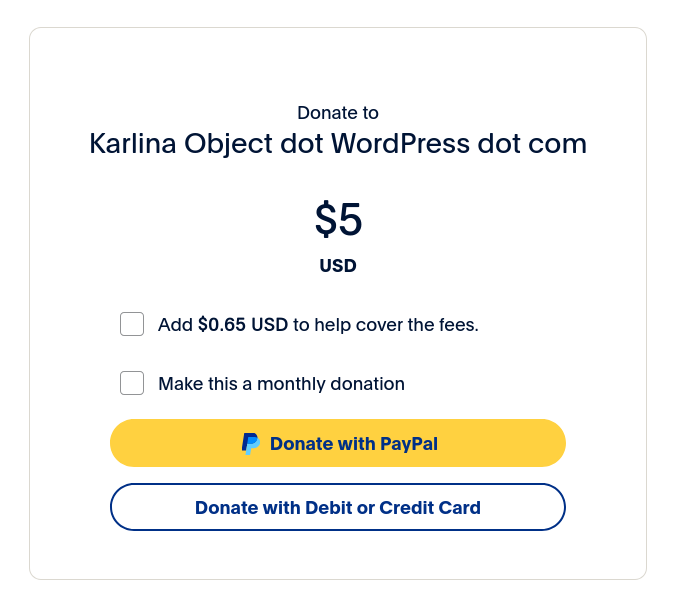 Donate to
Karlina Object dot WordPress dot com
$5
USD
Add $0.65 USD to help cover the fees.
Make this a monthly donation
Donate with PayPal
Donate with Debit or Credit Card